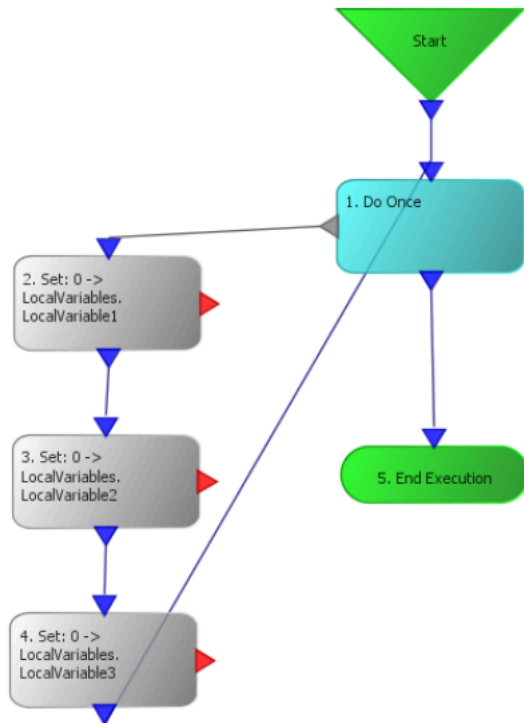 Start
1. Do Once
2. Set: 0 ->
LocalVariables.
LocalVariable1
3. Set: 0 ->
LocalVariables.
LocalVariable2
4. Set: 0 ->
LocalVariables.
LocalVariable3
5. End Execution